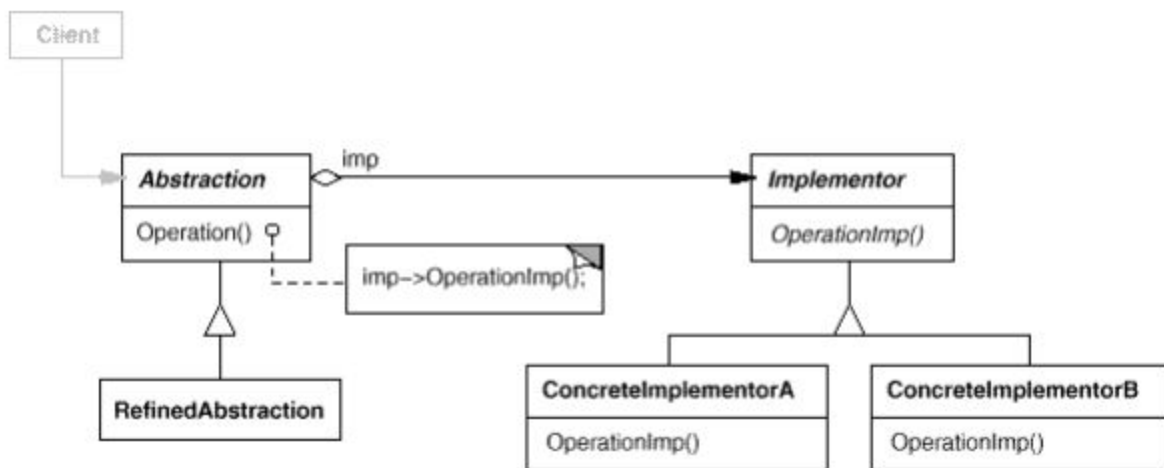 Client
imp
Abstraction
Implementor
Operation()
OperationImp()
imp->OperationImp();
RefinedAbstraction
ConcreteImplementorA
OperationImp()
ConcreteImplementorB
OperationImp()